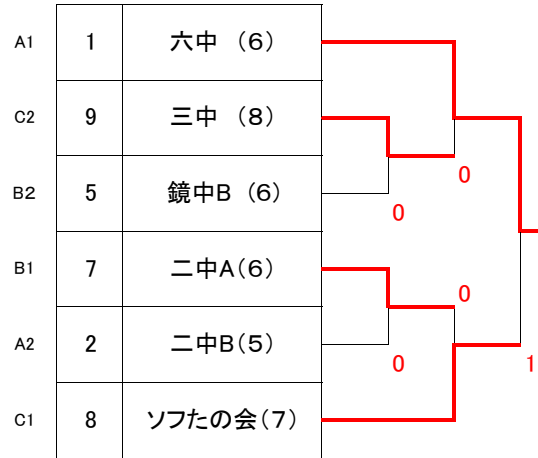 A1 1 六中 (6)
C2 9 三中 (8)
0
B2 5 鏡中B (6)
0
B1 7 二中A(6)
0
A2 2 二中B(5)
0 1
C1 8 ソフたの会(7)